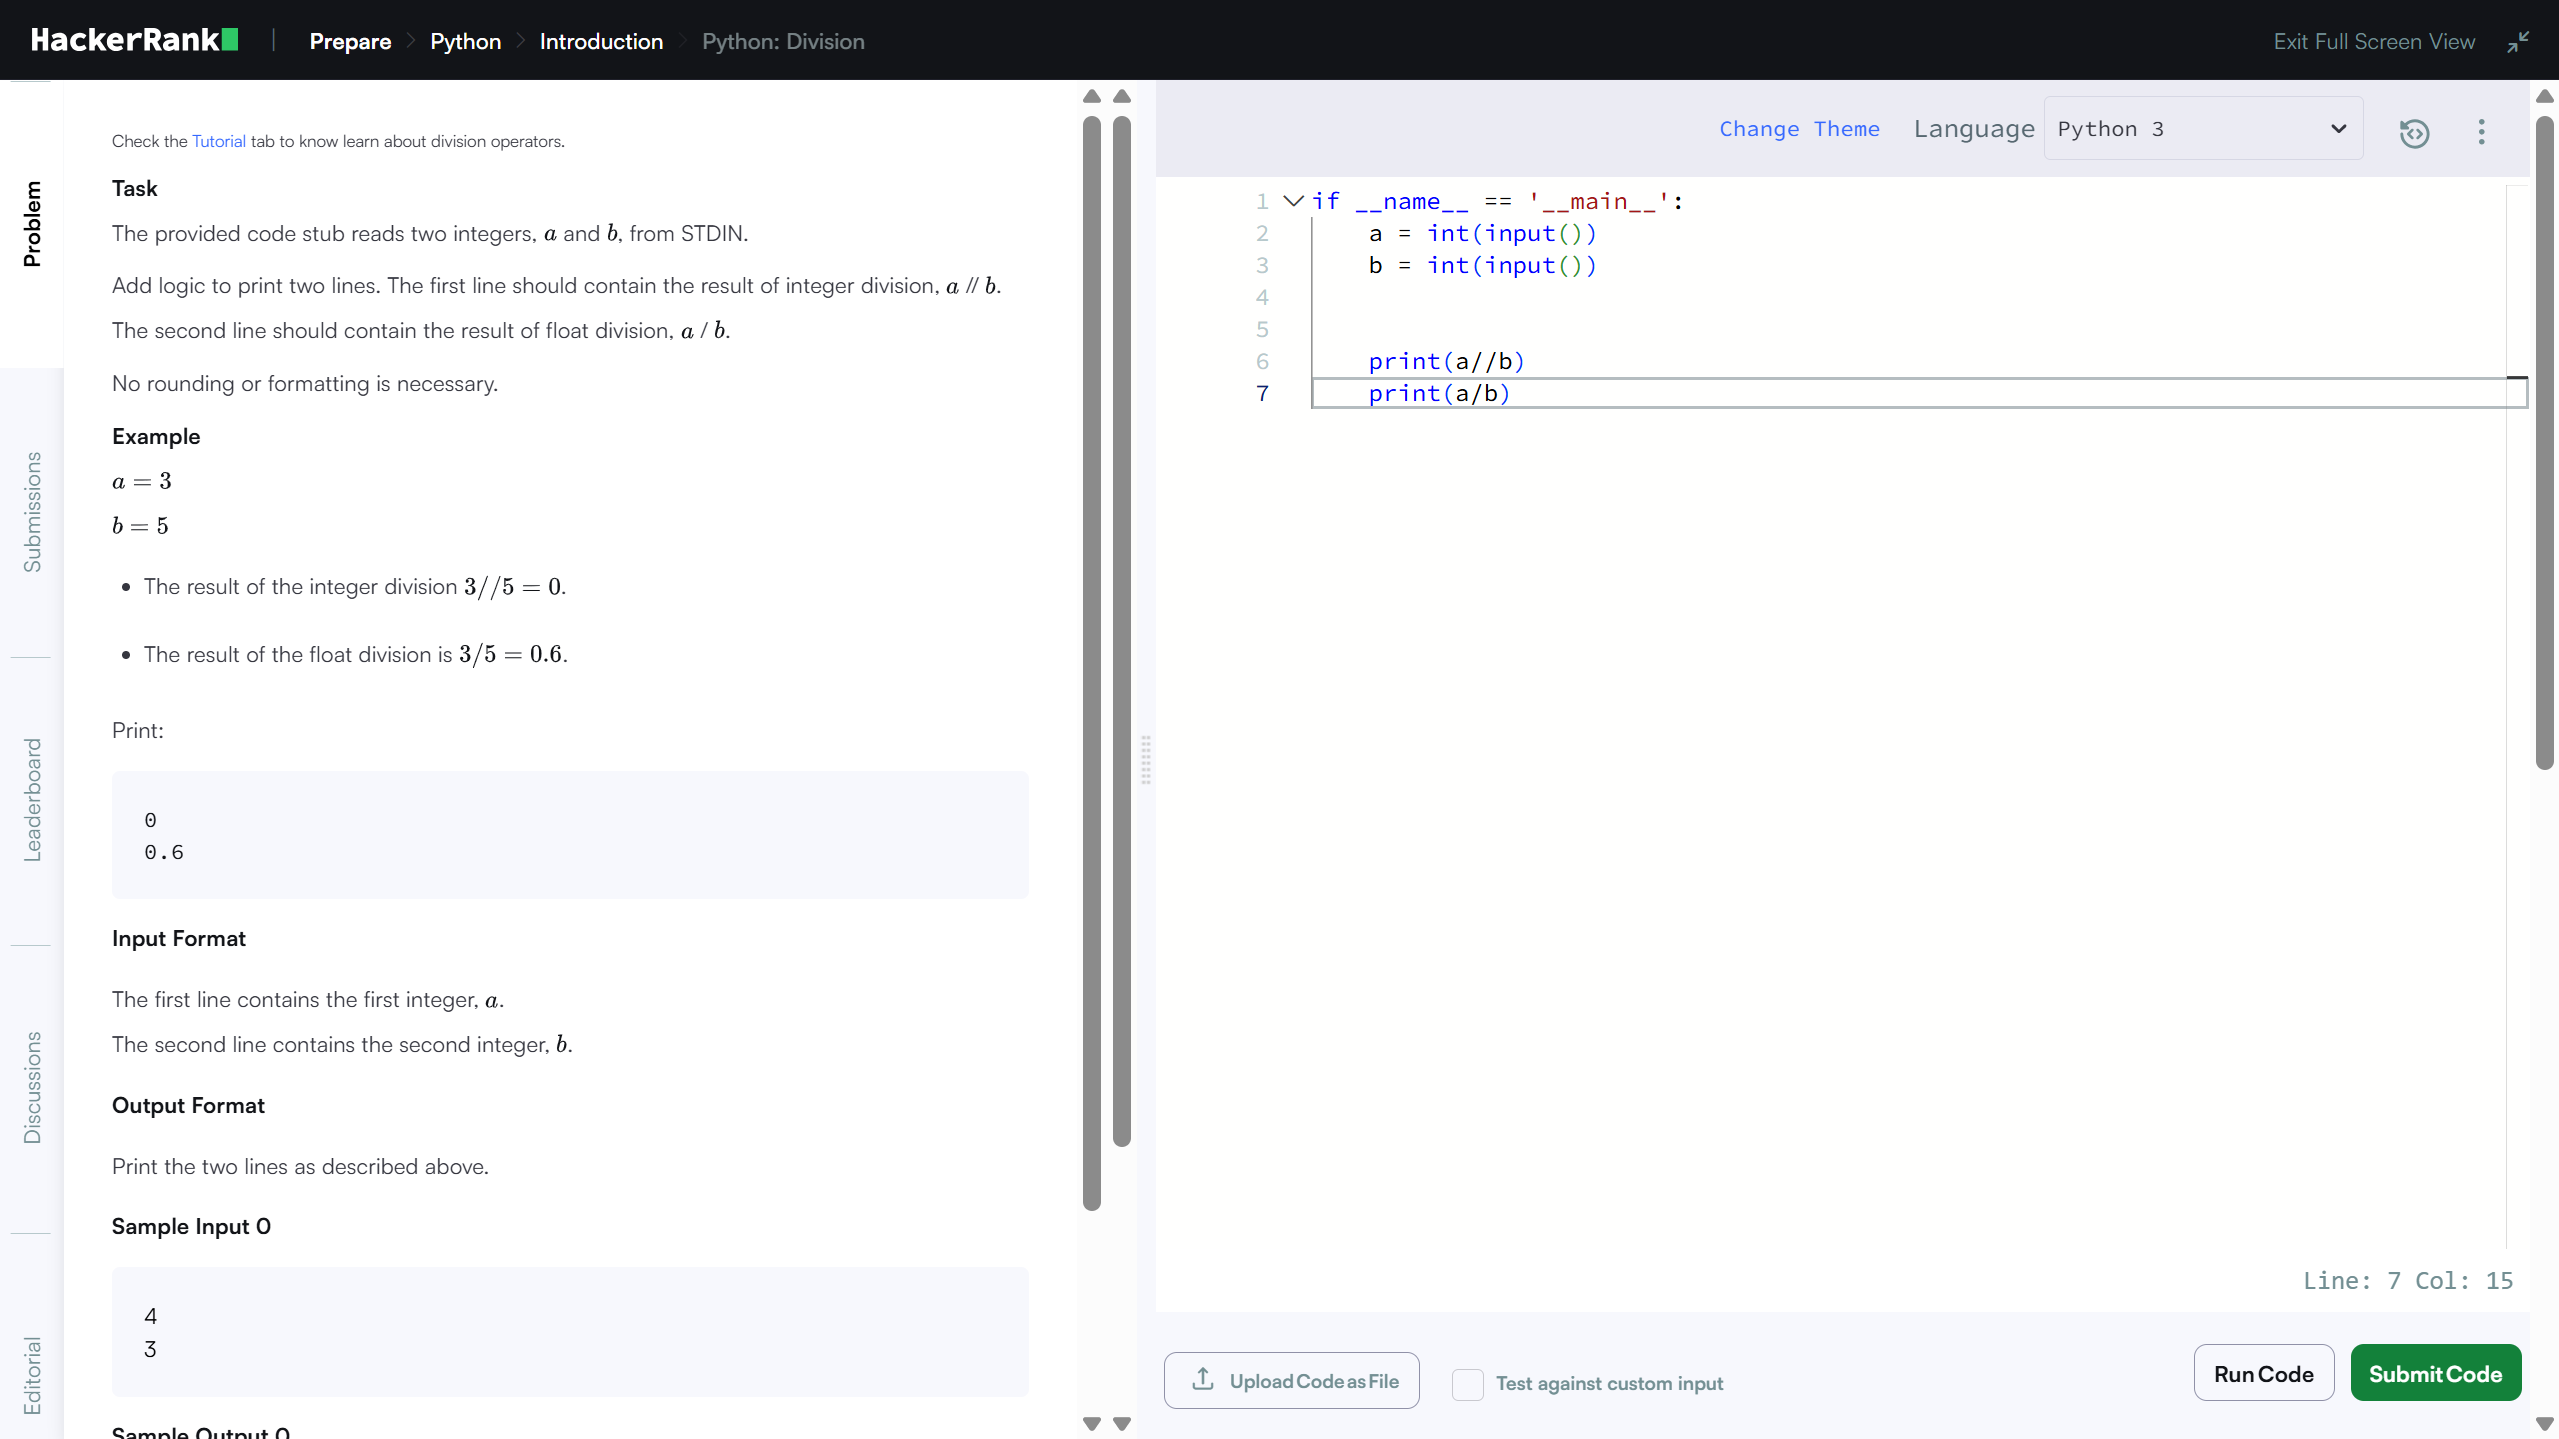 HackerRank | Prepare > Python > Introduction > Python: Division
Exit Full Screen View
Problem
Submissions
Leaderboard
Discussions
Editorial
Check the Tutorial tab to know learn about division operators.
Task
The provided code stub reads two integers, a and b, from STDIN.
Add logic to print two lines. The first line should contain the result of integer division, a // b.
The second line should contain the result of float division, a / b.
No rounding or formatting is necessary.
Example
a = 3
b = 5
• The result of the integer division 3//5 = 0.
• The result of the float division is 3/5 = 0.6.
Print:
0
0.6
Input Format
The first line contains the first integer, a.
The second line contains the second integer, b.
Output Format
Print the two lines as described above.
Sample Input 0
4
3
Sample Output 0
Change Theme Language Python 3
1 if __name__ == '__main__':
2     a = int(input())
3     b = int(input())
4
5
6     print(a//b)
7     print(a/b)
Line: 7 Col: 15
Upload Code as File
Test against custom input
Run Code
Submit Code